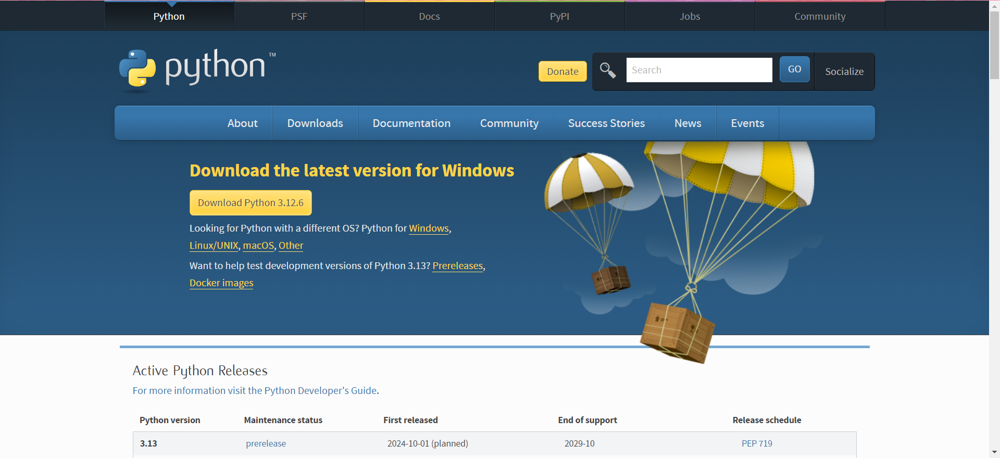 Python PSF Docs PyPI Jobs Community
python™
Donate Search GO Socialize
About Downloads Documentation Community Success Stories News Events
Download the latest version for Windows
Download Python 3.12.6
Looking for Python with a different OS? Python for Windows,
Linux/UNIX, macOS, Other
Want to help test development versions of Python 3.13? Prereleases,
Docker images
Active Python Releases
For more information visit the Python Developer's Guide.
Python version Maintenance status First released End of support Release schedule
3.13 prerelease 2024-10-01 (planned) 2029-10 PEP 719